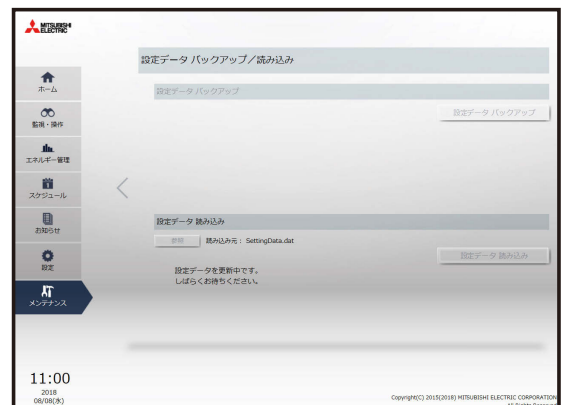 MITSUBISHI
ELECTRIC
設定データ バックアップ／読み込み
ホーム
設定データ バックアップ
監視・操作
設定データ バックアップ
エネルギー管理
スケジュール
お知らせ
設定データ 読み込み
参照 読み込み元： SettingData.dat
設定
設定データ 読み込み
設定データを更新中です。
しばらくお待ちください。
メンテナンス
11:00
2018
08/08(水)
Copyright(C) 2015(2018) MITSUBISHI ELECTRIC CORPORATION
All Rights Reserved